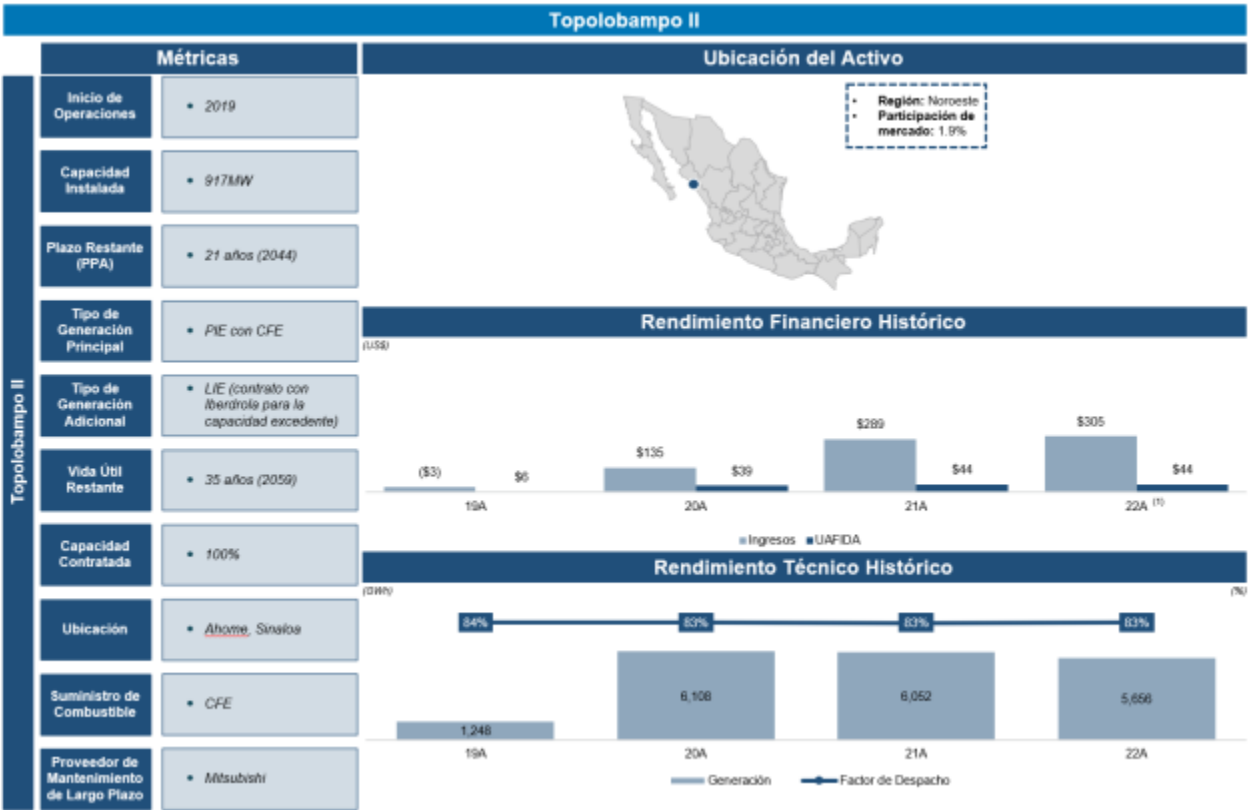 Topolobampo II
Topolobampo II
Métricas
Inicio de
Operaciones
• 2019
Capacidad
Instalada
• 917MW
Plazo Restante
(PPA)
• 21 años (2044)
Tipo de
Generación
Principal
• PIE con CFE
Tipo de
Generación
Adicional
• LIE (contrato con
Iberdrola para la
capacidad excedente)
Vida Útil
Restante
• 35 años (2059)
Capacidad
Contratada
• 100%
Ubicación
• Ahome, Sinaloa
Suministro de
Combustible
• CFE
Proveedor de
Mantenimiento
de Largo Plazo
• Mitsubishi
Ubicación del Activo
• Región: Noroeste
• Participación de
mercado: 1.9%
Rendimiento Financiero Histórico
(US$)
($3) $6 $135 $39 $289 $44 $305 $44
19A 20A 21A 22A (1)
Ingresos UAFIDA
Rendimiento Técnico Histórico
(GWh) (%)
84% 83% 83% 83%
1,248 6,108 6,052 5,656
19A 20A 21A 22A
Generación Factor de Despacho